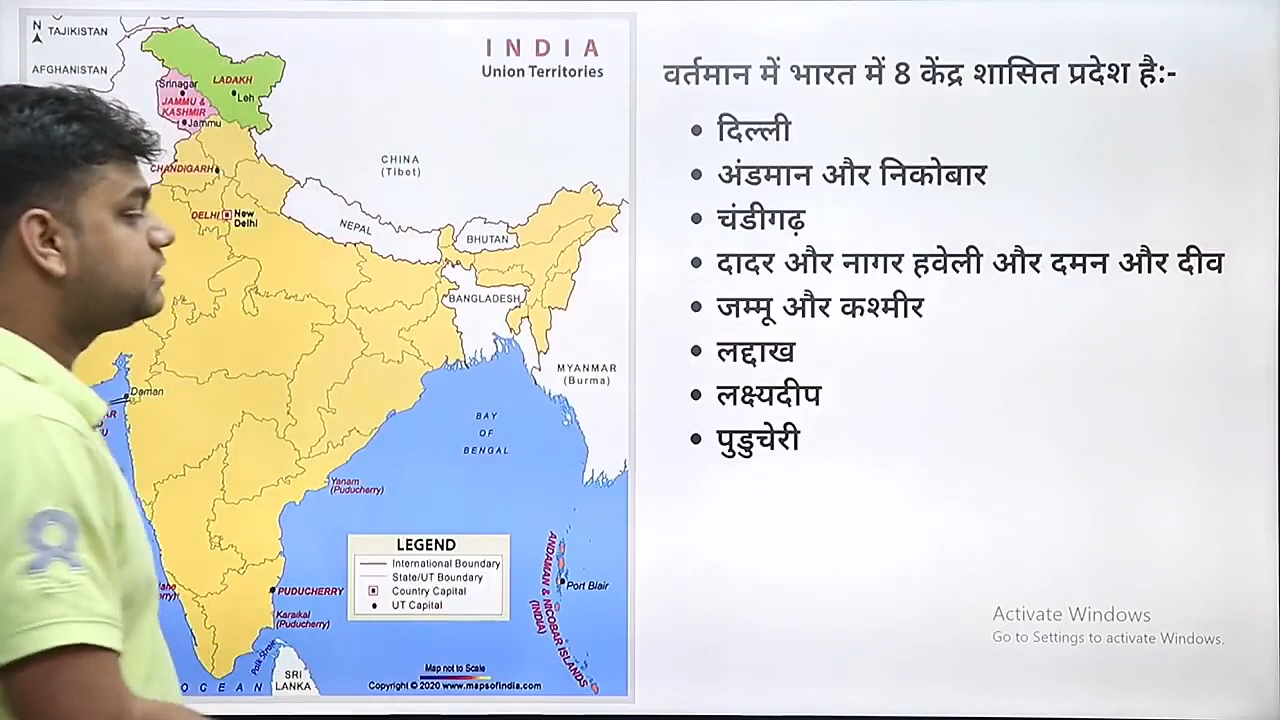 N
TAJIKISTAN
AFGHANISTAN
INDIA
Union Territories
LADAKH
Srinagar
Leh
JAMMU &
KASHMIR
Jammu
CHINA
(Tibet)
CHANDIGARH
DELHI
New
Delhi
NEPAL
BHUTAN
BANGLADESH
MYANMAR
(Burma)
Daman
BAY
OF
BENGAL
Yanam
(Puducherry)
LEGEND
International Boundary
State/UT Boundary
Country Capital
UT Capital
PUDUCHERRY
Karaikal
(Puducherry)
Palk Strait
SRI
LANKA
OCEAN
ANDAMAN & NICOBAR ISLANDS
(INDIA)
Port Blair
Map not to Scale
Copyright © 2020 www.mapsofindia.com
वर्तमान में भारत में 8 केंद्र शासित प्रदेश है:-
• दिल्ली
• अंडमान और निकोबार
• चंडीगढ़
• दादर और नागर हवेली और दमन और दीव
• जम्मू और कश्मीर
• लद्दाख
• लक्ष्यदीप
• पुडुचेरी
Activate Windows
Go to Settings to activate Windows.